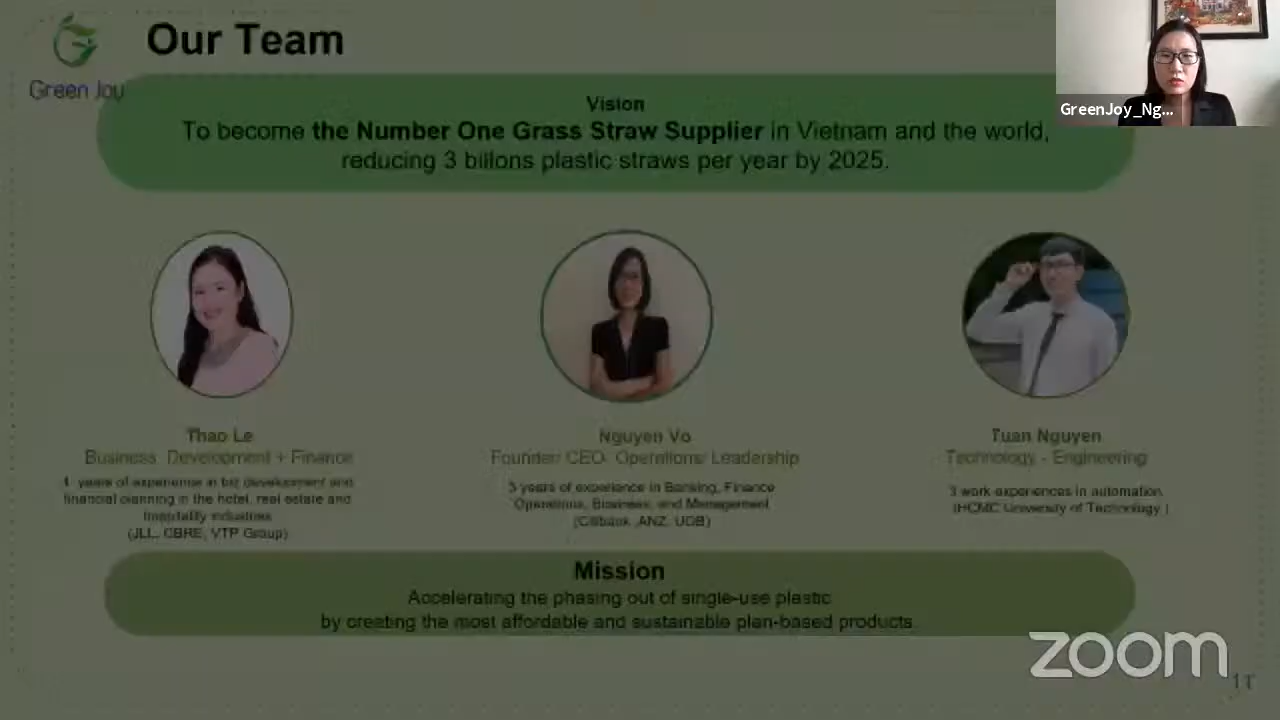 Green Joy
Our Team
GreenJoy_Ng...
Vision
To become the Number One Grass Straw Supplier in Vietnam and the world,
reducing 3 billons plastic straws per year by 2025.
Thao Le
Business Development + Finance
years of experience in biz development and
financial planning in the hotel, real estate and
hospitality industries
(JLL, CBRE, VTP Group)
Nguyen Vo
Founder/ CEO- Operations/ Leadership
years of experience in Banking, Finance
Operations, Business, and Management
(Citibank, ANZ, UOB)
Tuan Nguyen
Technology - Engineering
3 work experiences in automation
(HCMC University of Technology )
Mission
Accelerating the phasing out of single-use plastic
by creating the most affordable and sustainable plan-based products
zoom